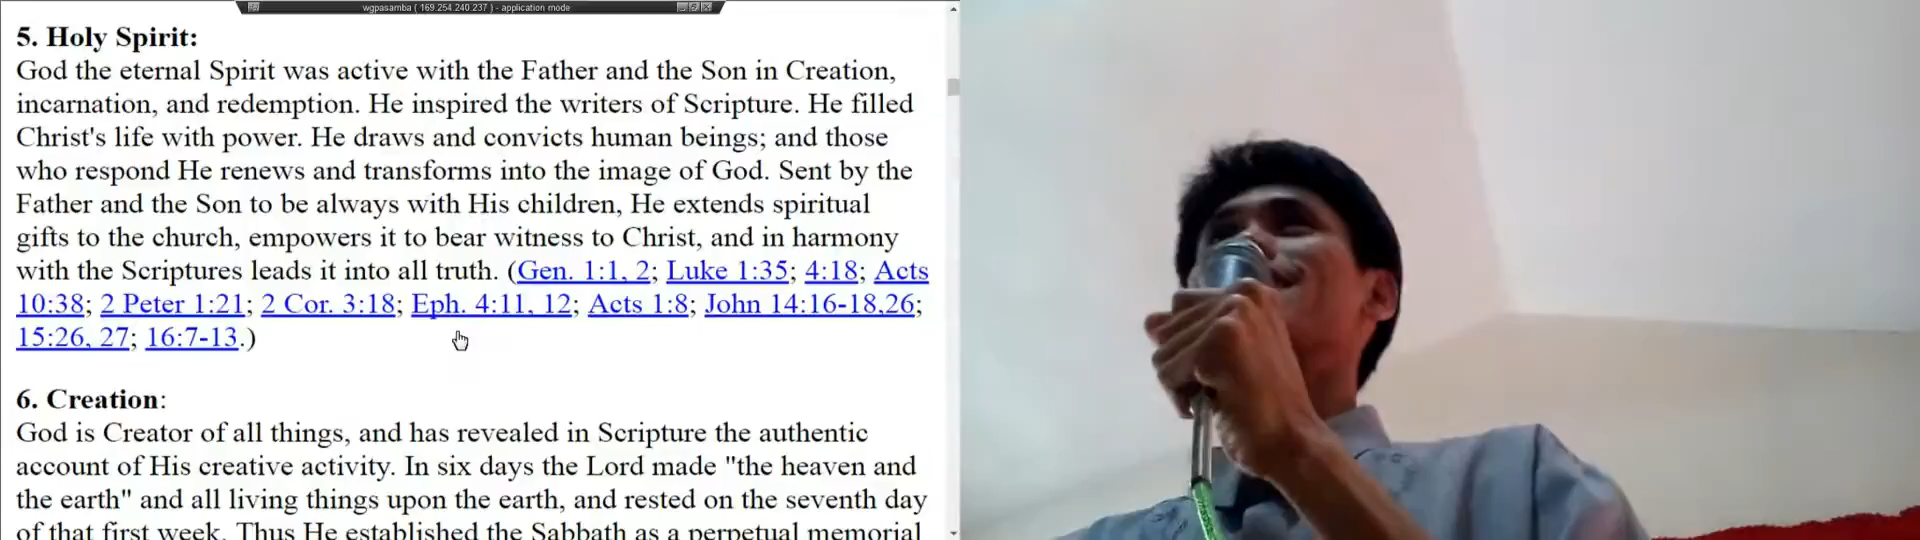 wgpasamba ( 169.254.240.237 ) - application mode
5. Holy Spirit:
God the eternal Spirit was active with the Father and the Son in Creation,
incarnation, and redemption. He inspired the writers of Scripture. He filled
Christ's life with power. He draws and convicts human beings; and those
who respond He renews and transforms into the image of God. Sent by the
Father and the Son to be always with His children, He extends spiritual
gifts to the church, empowers it to bear witness to Christ, and in harmony
with the Scriptures leads it into all truth. (Gen. 1:1, 2; Luke 1:35; 4:18; Acts
10:38; 2 Peter 1:21; 2 Cor. 3:18; Eph. 4:11, 12; Acts 1:8; John 14:16-18,26;
15:26, 27; 16:7-13.)
6. Creation:
God is Creator of all things, and has revealed in Scripture the authentic
account of His creative activity. In six days the Lord made "the heaven and
the earth" and all living things upon the earth, and rested on the seventh day
of that first week. Thus He established the Sabbath as a perpetual memorial